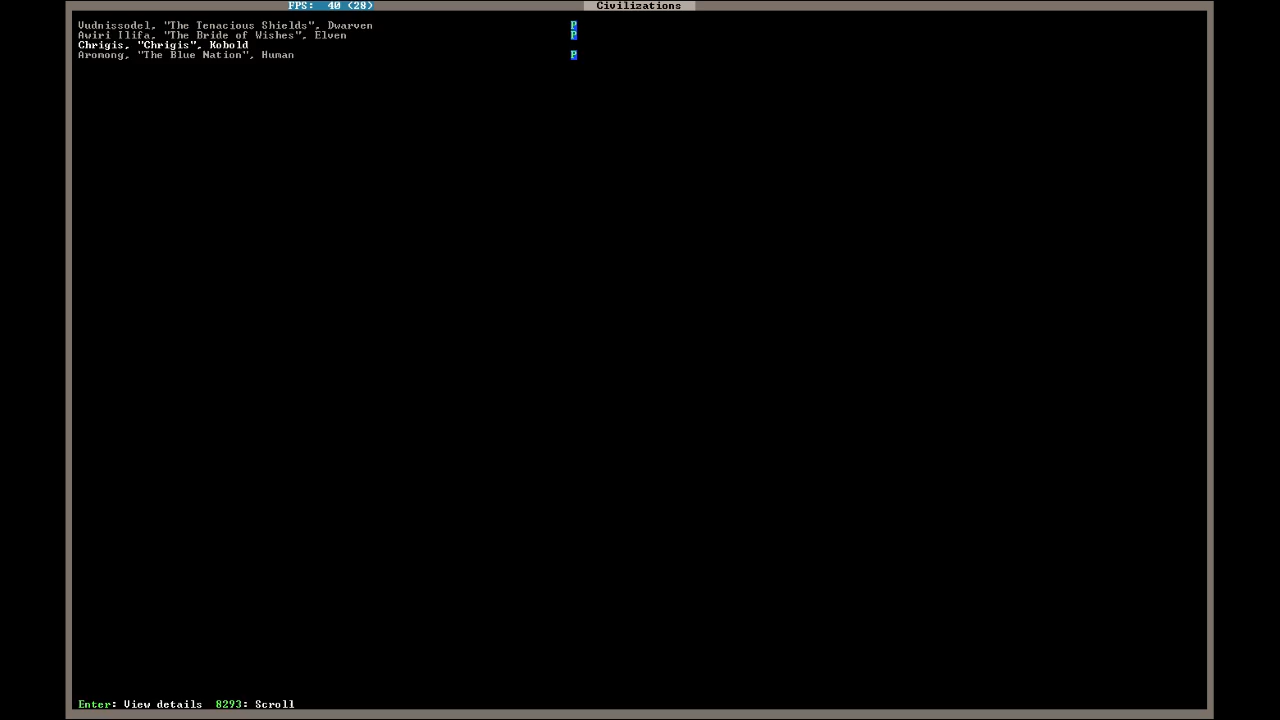 FPS: 40 (28) Civilizations
Vudnissodel, "The Tenacious Shields", Dwarven P
Awiri Ilifa, "The Bride of Wishes", Elven P
Chrigis, "Chrigis", Kobold
Aromong, "The Blue Nation", Human P
Enter: View details 8293: Scroll